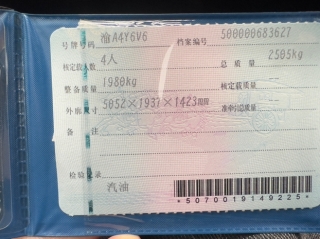 号牌号码 渝A4Y6V6 档案编号 500000683627
核定载人数 4人 总质量 2505kg
整备质量 1980kg 核定载质量 --
外廓尺寸 5052×1937×1423mm 准牵引总质量 --
备注
检验记录
汽油
*5070019149225*